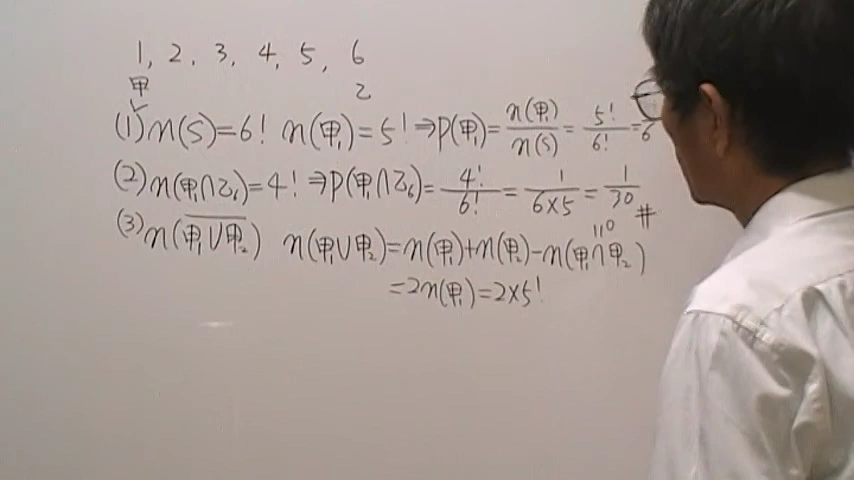 1, 2, 3, 4, 5, 6
甲 乙
(1) n(S)=6! n(甲₁)=5! ⇒P(甲₁)=n(甲₁)/n(S)=5!/6!=1/6
(2) n(甲₁∩乙₆)=4! ⇒P(甲₁∩乙₆)=4!/6!=1/(6×5)=1/30 #
(3) n(\overline{甲₁∪甲₂}) n(甲₁∪甲₂)=n(甲₁)+n(甲₂)-n(甲₁∩甲₂)
=0
=2n(甲₁)=2×5!